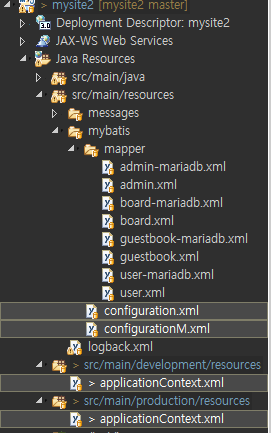 > mysite2 [mysite2 master]
Deployment Descriptor: mysite2
JAX-WS Web Services
Java Resources
src/main/java
src/main/resources
messages
mybatis
mapper
admin-mariadb.xml
admin.xml
board-mariadb.xml
board.xml
guestbook-mariadb.xml
guestbook.xml
user-mariadb.xml
user.xml
configuration.xml
configurationM.xml
logback.xml
> src/main/development/resources
> applicationContext.xml
> src/main/production/resources
> applicationContext.xml